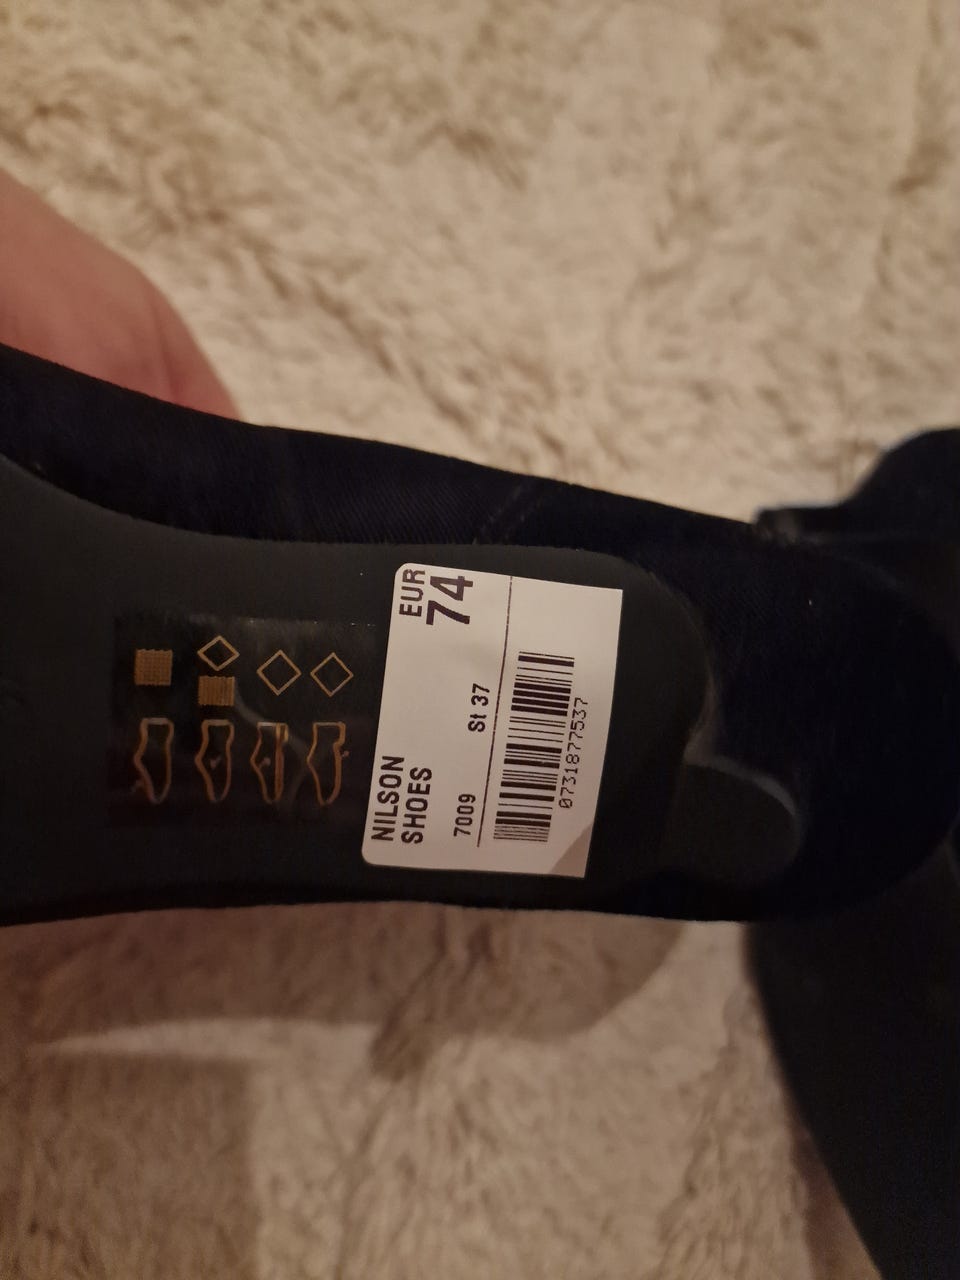 EUR
74
NILSON
SHOES
7009 St 37
0731877537